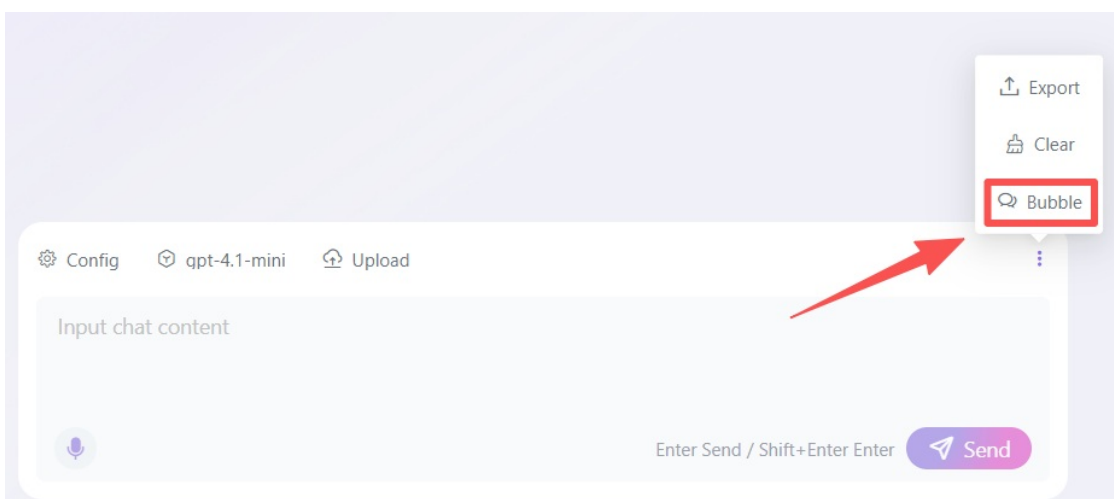 Export
Clear
Bubble
Config gpt-4.1-mini Upload
Input chat content
Enter Send / Shift+Enter Enter Send